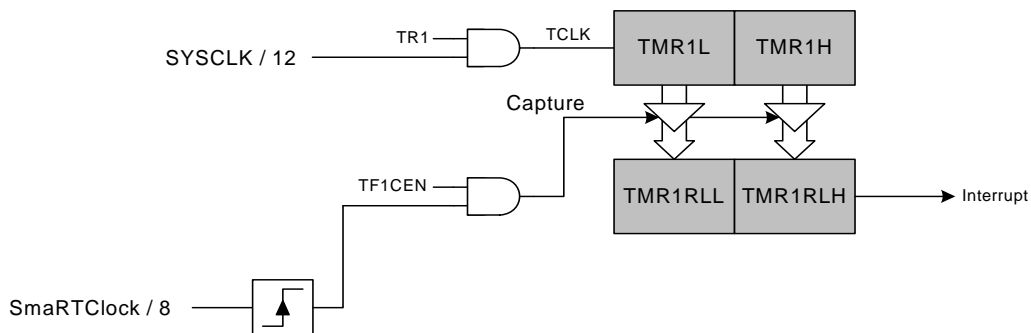 TR1
TCLK
TMR1L
TMR1H
SYSCLK / 12
Capture
TF1CEN
TMR1RLL
TMR1RLH
Interrupt
SmaRTClock / 8